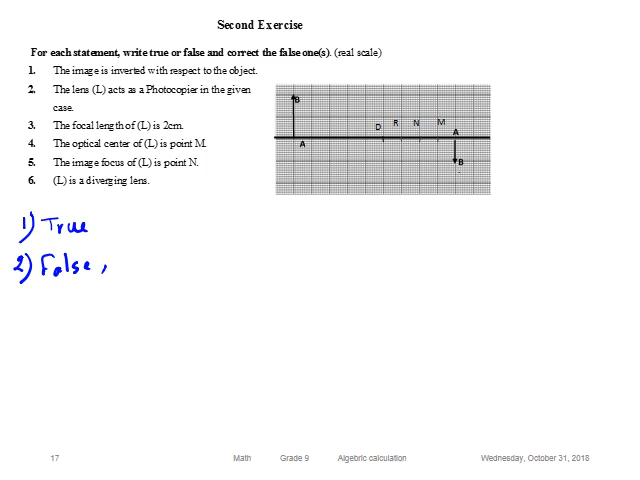 Second Exercise
For each statement, write true or false and correct the false one(s). (real scale)
1. The image is inverted with respect to the object.
2. The lens (L) acts as a Photocopier in the given
case.
3. The focal length of (L) is 2cm.
4. The optical center of (L) is point M.
5. The image focus of (L) is point N.
6. (L) is a diverging lens.
B
D R N M
A
A
B
1) True
2) False,
17 Math Grade 9 Algebric calculation Wednesday, October 31, 2018